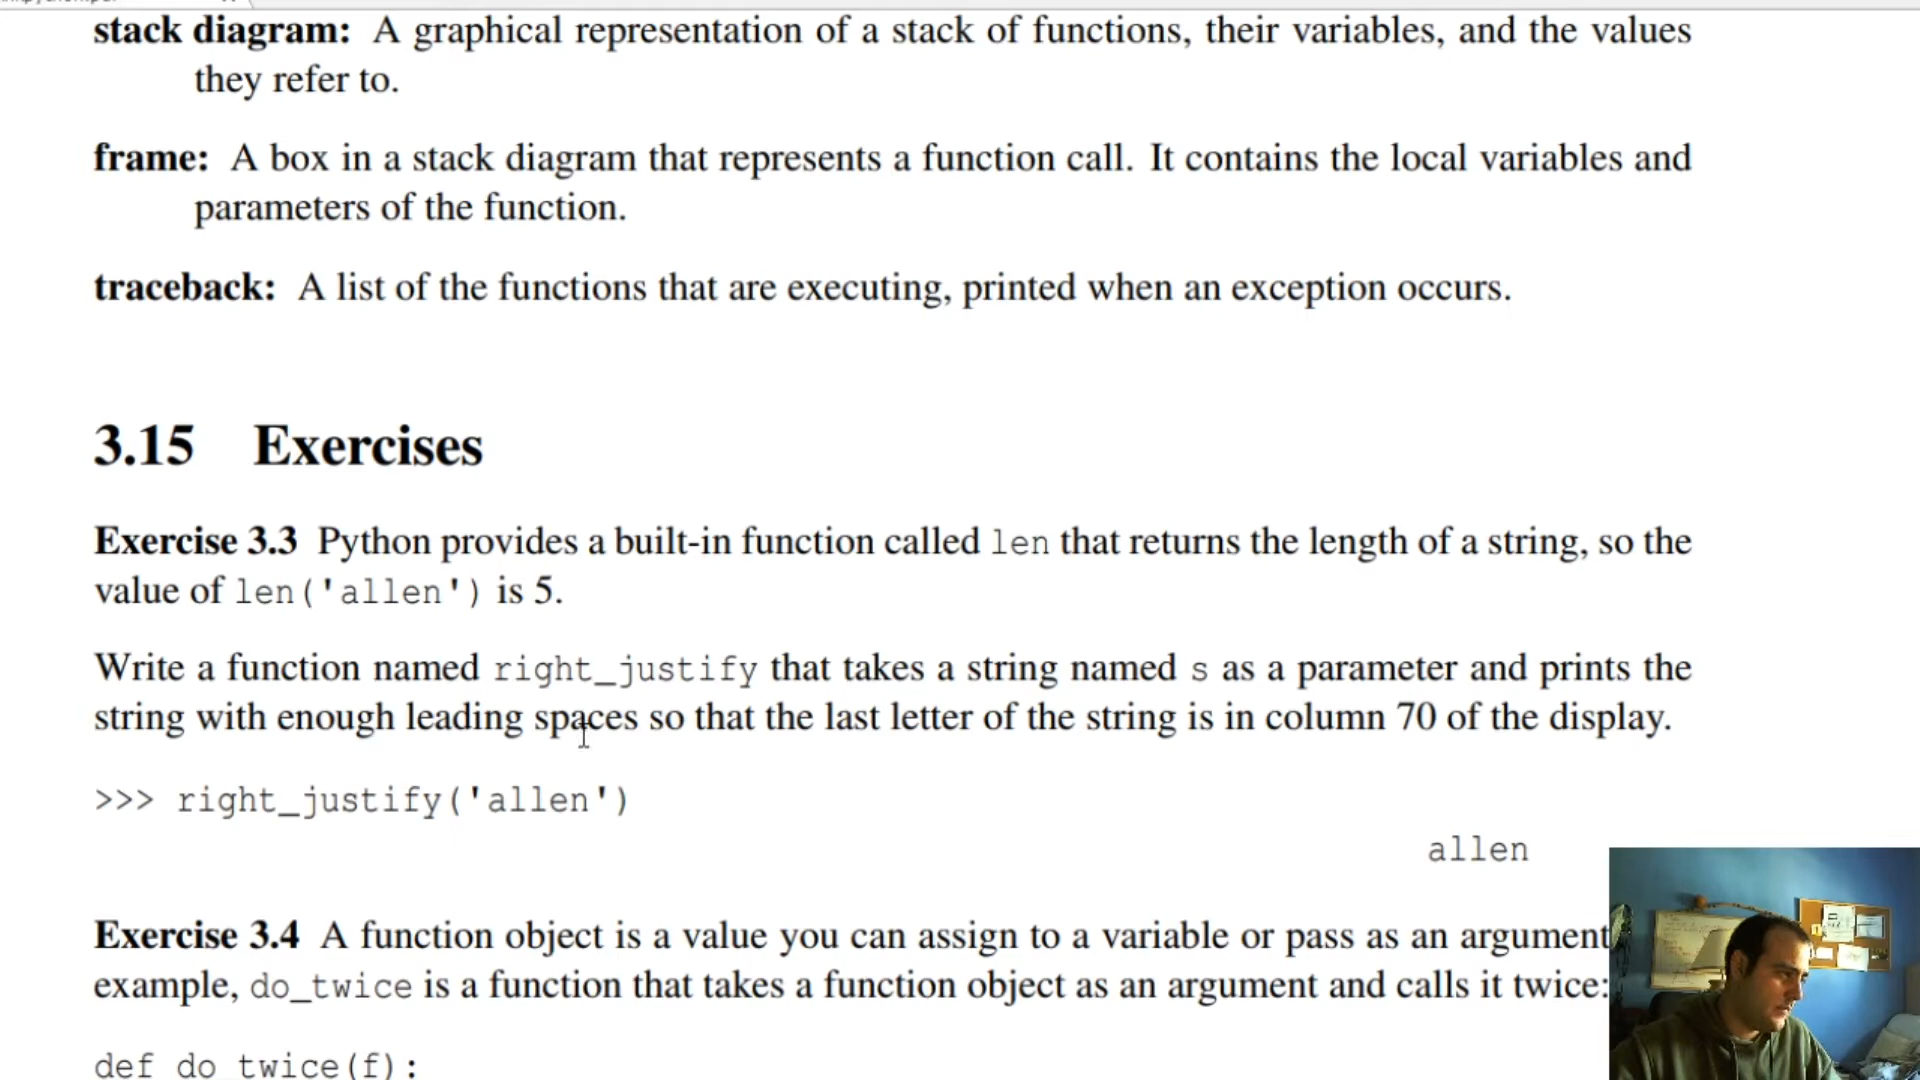 stack diagram: A graphical representation of a stack of functions, their variables, and the values
they refer to.
frame: A box in a stack diagram that represents a function call. It contains the local variables and
parameters of the function.
traceback: A list of the functions that are executing, printed when an exception occurs.
3.15 Exercises
Exercise 3.3 Python provides a built-in function called len that returns the length of a string, so the
value of len('allen') is 5.
Write a function named right_justify that takes a string named s as a parameter and prints the
string with enough leading spaces so that the last letter of the string is in column 70 of the display.
>>> right_justify('allen')
allen
Exercise 3.4 A function object is a value you can assign to a variable or pass as an argument
example, do_twice is a function that takes a function object as an argument and calls it twice:
def do_twice(f):